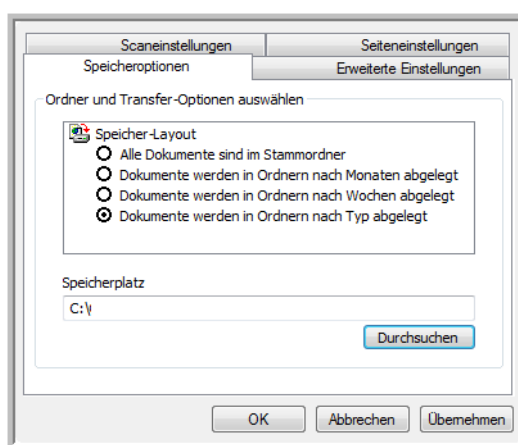 Scaneinstellungen
Seiteneinstellungen
Speicheroptionen
Erweiterte Einstellungen
Ordner und Transfer-Optionen auswählen
Speicher-Layout
Alle Dokumente sind im Stammordner
Dokumente werden in Ordnern nach Monaten abgelegt
Dokumente werden in Ordnern nach Wochen abgelegt
Dokumente werden in Ordnern nach Typ abgelegt
Speicherplatz
C:\
Durchsuchen
OK
Abbrechen
Übernehmen